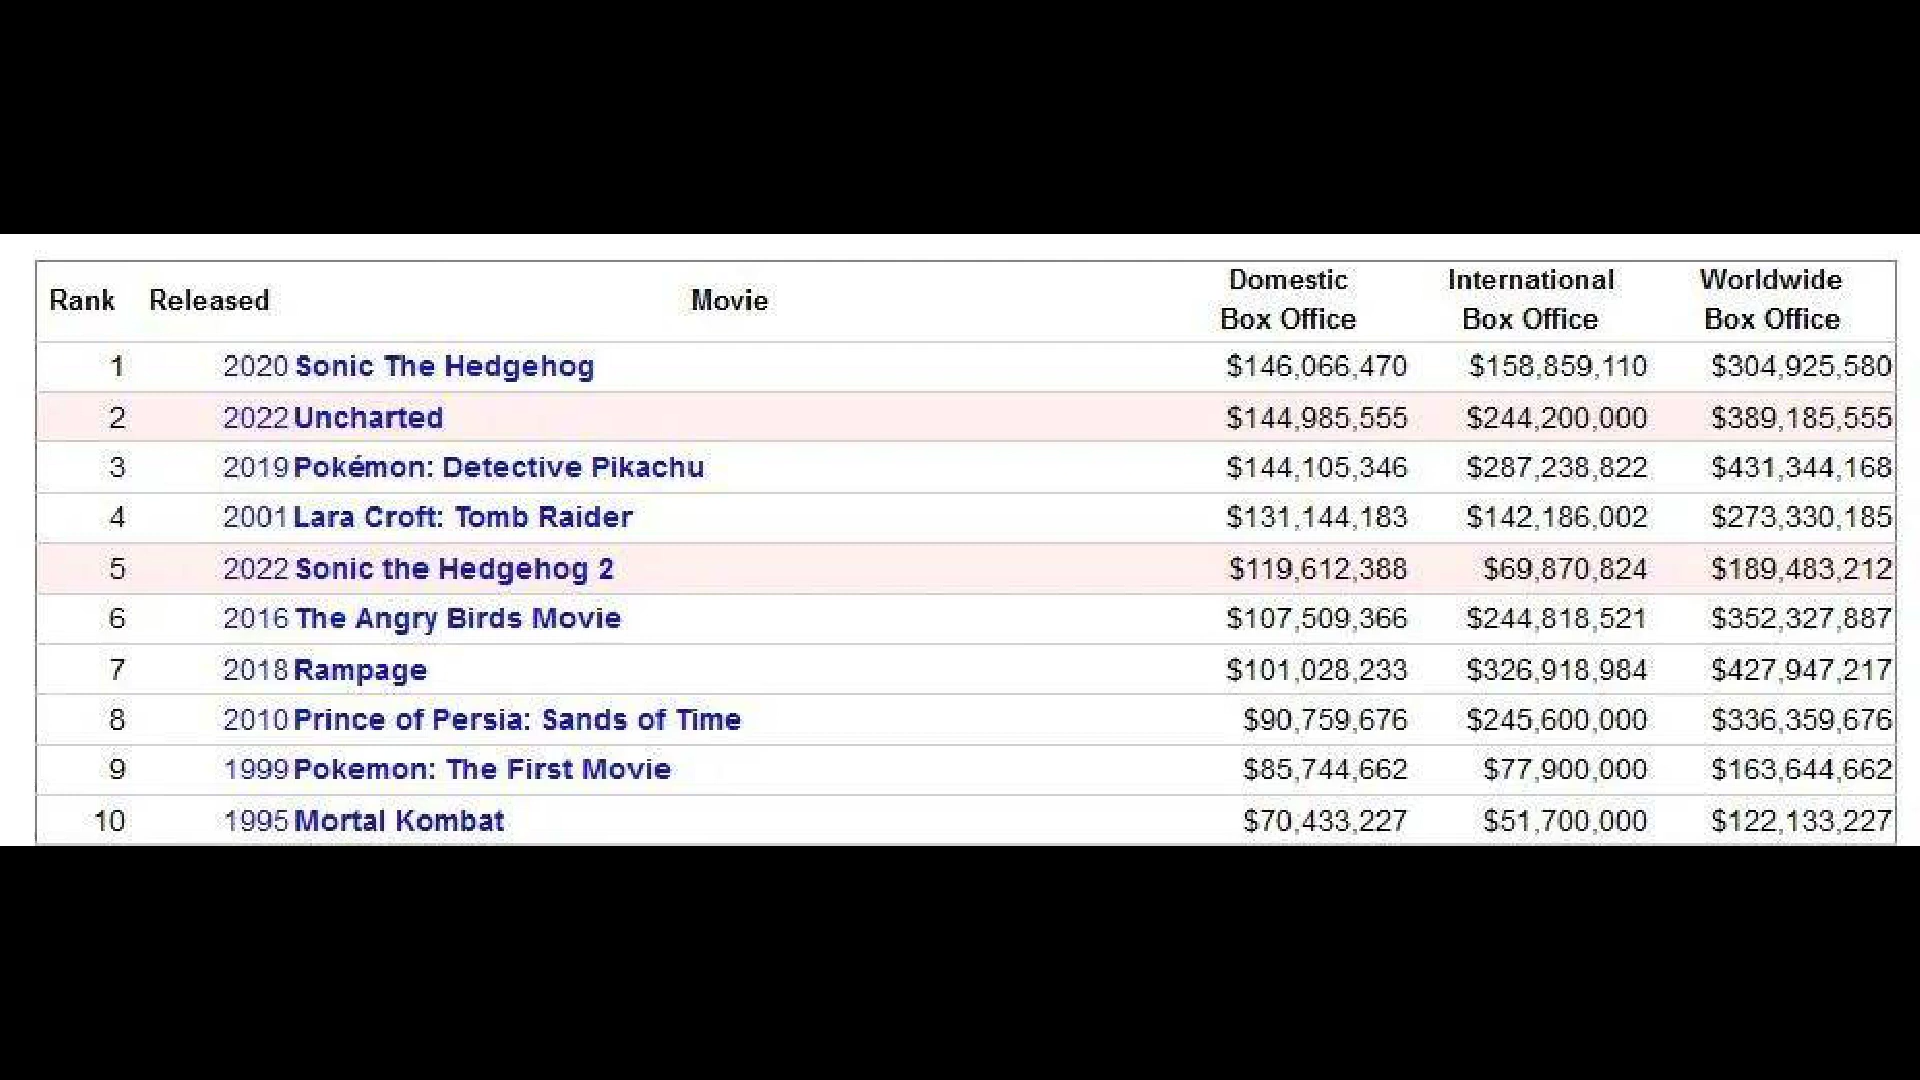 Rank Released Movie Domestic Box Office International Box Office Worldwide Box Office
1 2020 Sonic The Hedgehog $146,066,470 $158,859,110 $304,925,580
2 2022 Uncharted $144,985,555 $244,200,000 $389,185,555
3 2019 Pokémon: Detective Pikachu $144,105,346 $287,238,822 $431,344,168
4 2001 Lara Croft: Tomb Raider $131,144,183 $142,186,002 $273,330,185
5 2022 Sonic the Hedgehog 2 $119,612,388 $69,870,824 $189,483,212
6 2016 The Angry Birds Movie $107,509,366 $244,818,521 $352,327,887
7 2018 Rampage $101,028,233 $326,918,984 $427,947,217
8 2010 Prince of Persia: Sands of Time $90,759,676 $245,600,000 $336,359,676
9 1999 Pokemon: The First Movie $85,744,662 $77,900,000 $163,644,662
10 1995 Mortal Kombat $70,433,227 $51,700,000 $122,133,227